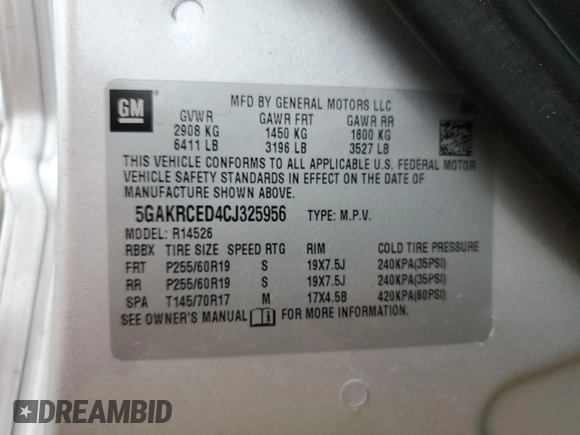 MFD BY GENERAL MOTORS LLC
GM
GVWR GAWR FRT GAWR RR
2908 KG 1450 KG 1600 KG
6411 LB 3196 LB 3527 LB
THIS VEHICLE CONFORMS TO ALL APPLICABLE U.S. FEDERAL MOTOR
VEHICLE SAFETY STANDARDS IN EFFECT ON THE DATE OF
MANUFACTURE SHOWN ABOVE.
5GAKRCED4CJ325956 TYPE: M.P.V.
MODEL: R14526
RBBX TIRE SIZE SPEED RTG RIM COLD TIRE PRESSURE
FRT P255/60R19 S 19X7.5J 240KPA(35PSI)
RR P255/60R19 S 19X7.5J 240KPA(35PSI)
SPA T145/70R17 M 17X4.5B 420KPA(60PSI)
SEE OWNER'S MANUAL FOR MORE INFORMATION.
DREAMBID